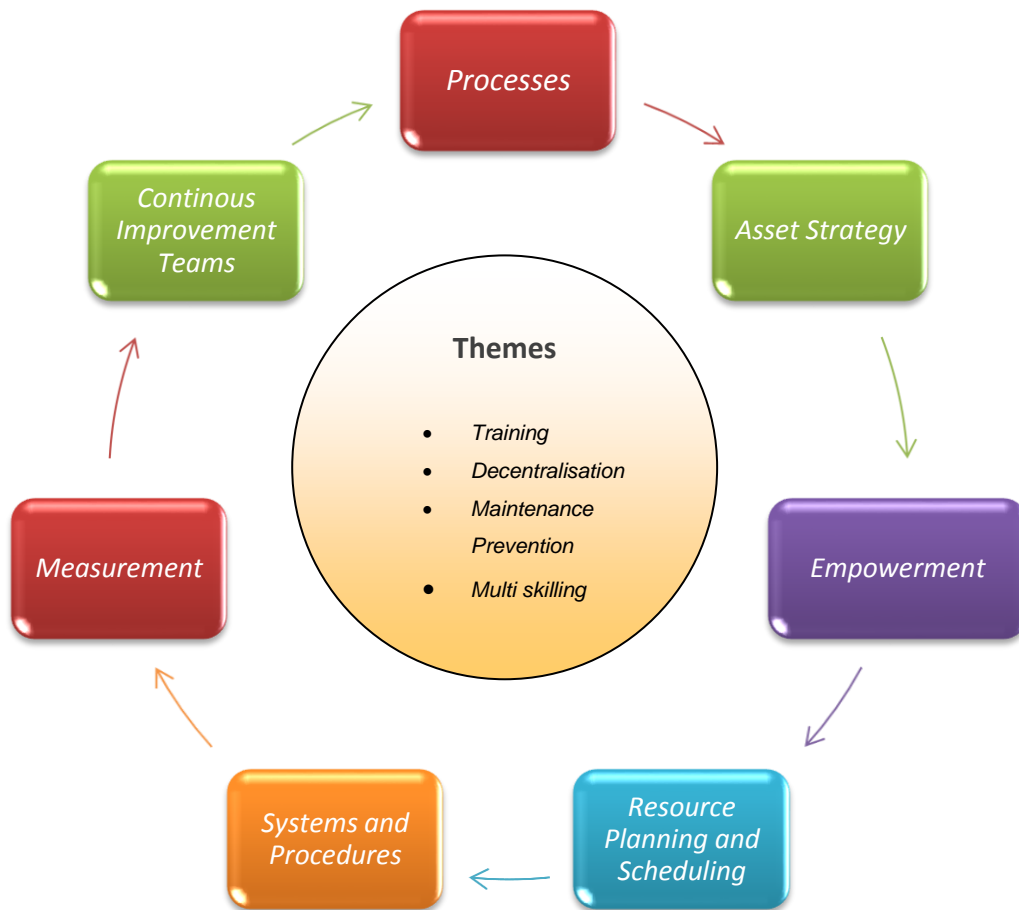 Processes
Asset Strategy
Empowerment
Resource
Planning and
Scheduling
Systems and
Procedures
Measurement
Continous
Improvement
Teams
Themes
• Training
• Decentralisation
• Maintenance
Prevention
• Multi skilling